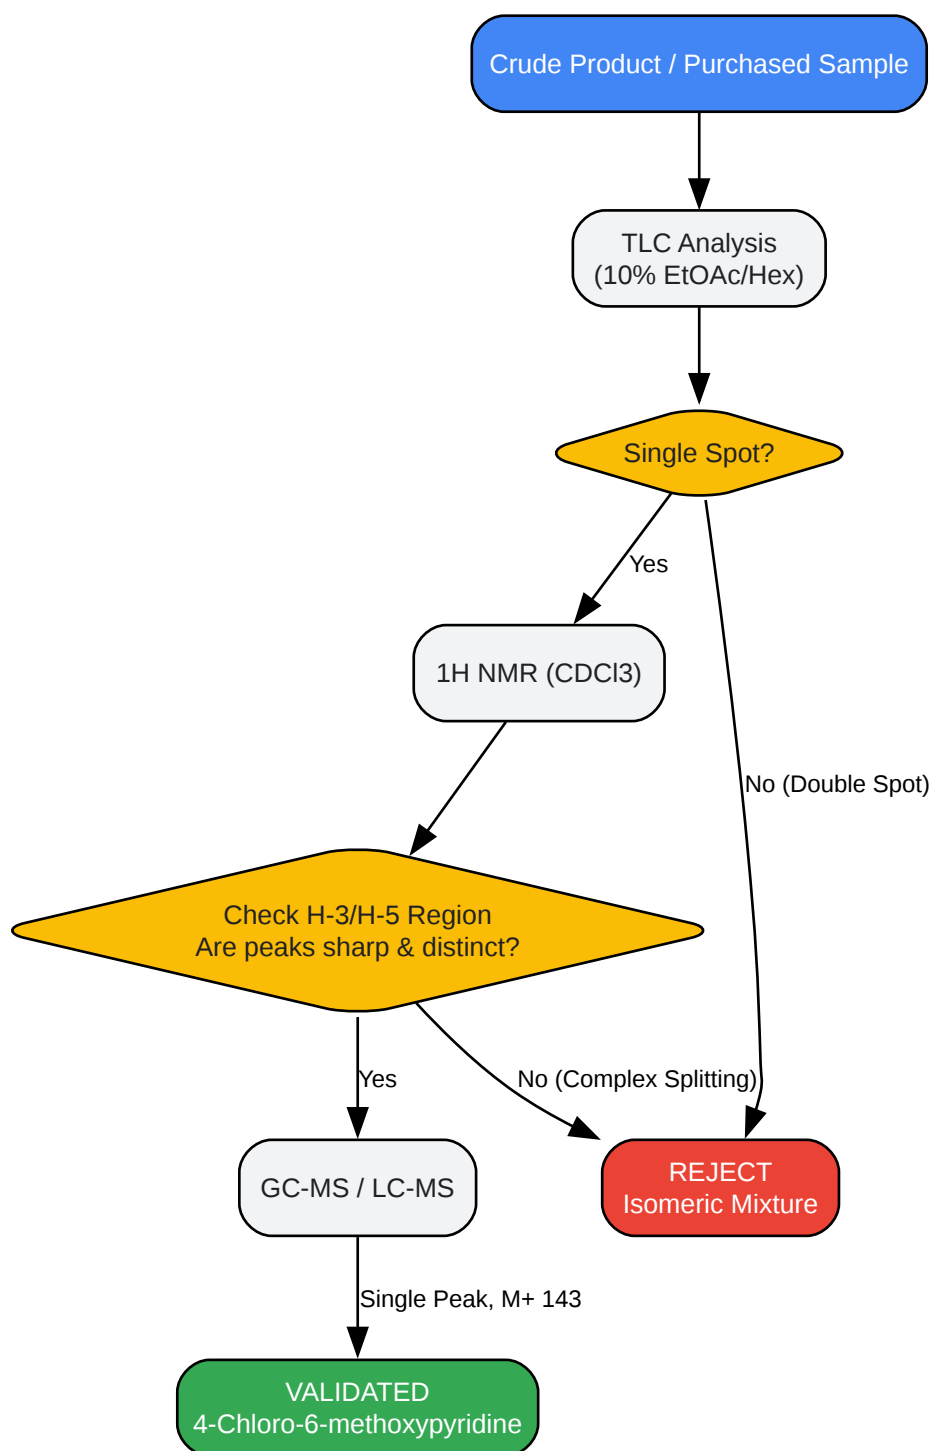 Crude Product / Purchased Sample
TLC Analysis
(10% EtOAc/Hex)
Single Spot?
Yes
1H NMR (CDCl3)
No (Double Spot)
Check H-3/H-5 Region
Are peaks sharp & distinct?
Yes
No (Complex Splitting)
GC-MS / LC-MS
REJECT
Isomeric Mixture
Single Peak, M+ 143
VALIDATED
4-Chloro-6-methoxypyridine